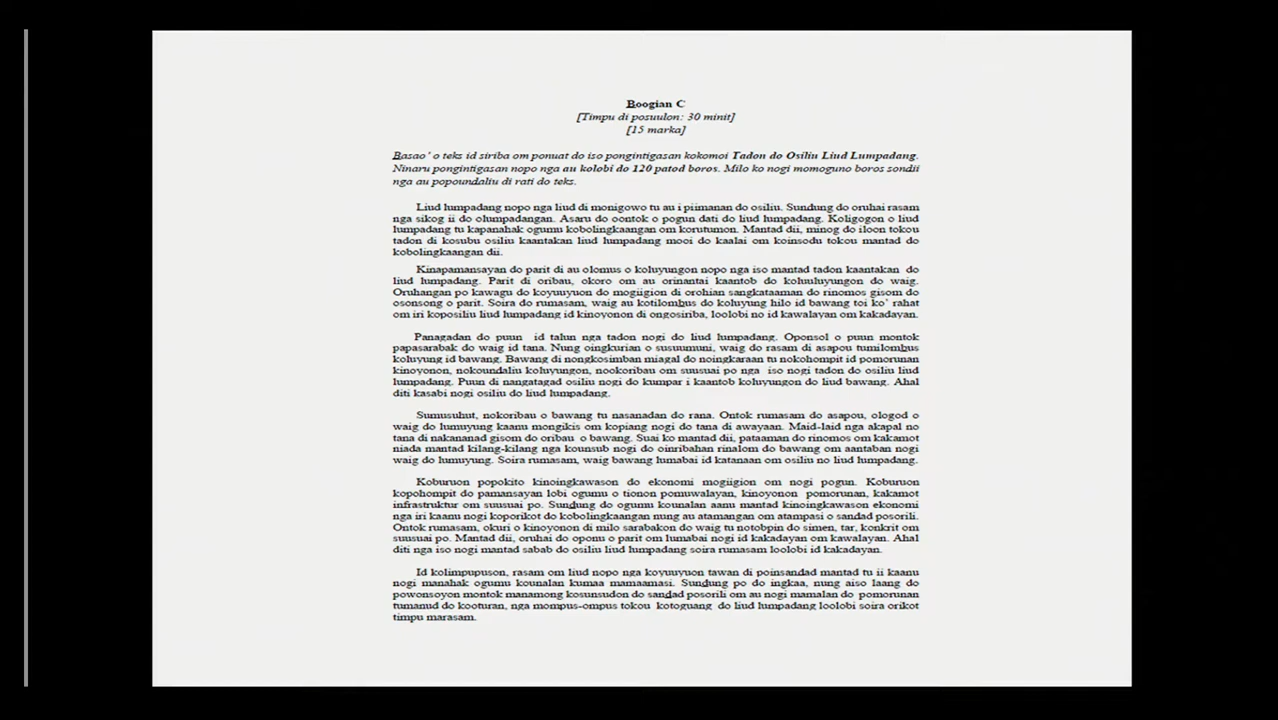 Boogian C
[Timpu di posuulon: 30 minit]
[15 marka]
Basao' o teks id siriba om ponuat do iso pongintigasan kokomoi Tadon do Osiliu Liud Lumpadang.
Ninaru pongintigasan nopo nga au kolobi do 120 patod boros. Milo ko nogi momoguno boros sondii
nga au popoundaliu di rati do teks.
Liud lumpadang nopo nga liud di monigowo tu au i piimanan do osiliu. Sundung do oruhai rasam
nga sikog ii do olumpadangan. Asaru do oontok o pogun dati do liud lumpadang. Koligogon o liud
lumpadang tu kapanahak ogumu kobolingkaangan om korutumon. Mantad dii, minog do iloon tokou
tadon di kosubu osiliu kaantakan liud lumpadang mooi do kaalai om koinsodu tokou mantad do
kobolingkaangan dii.
Kinapamansayan do parit di au olomus o koluyungon nopo nga iso mantad tadon kaantakan do
liud lumpadang. Parit di oribau, okoro om au orinantai kaantob do koluuluyungon do waig.
Oruhangan po kawagu do koyuuyuon do mogiigion di orohian sangkataaman do rinomos gisom do
osonsong o parit. Soira do rumasam, waig au kotilombus do koluyung hilo id bawang toi ko' rahat
om iri koposiliu liud lumpadang id kinoyonon di ongosiriba, loolobi no id kawalayan om kakadayan.
Panagadan do puun id talun nga tadon nogi do liud lumpadang. Oponsol o puun montok
papasarabak do waig id tana. Nung oingkurian o susuumuni, waig do rasam di asapou tumilombus
koluyung id bawang. Bawang di nongkosimban miagal do noingkaraan tu nokohompit id pomorunan
kinoyonon, nokoundaliu koluyungon, nookoribau om suusuai po nga iso nogi tadon do osiliu liud
lumpadang. Puun di nangatagad osiliu nogi do kumpar i kaantob koluyungon do liud bawang. Ahal
diti kasabi nogi osiliu do liud lumpadang.
Sumusuhut, nokoribau o bawang tu nasanadan do rana. Ontok rumasam do asapou, ologod o
waig do lumuyung kaanu mongikis om kopiang nogi do tana di awayaan. Maid-laid nga akapal no
tana di nakananad gisom do oribau o bawang. Suai ko mantad dii, pataaman do rinomos om kakamot
niada mantad kilang-kilang nga kounsub nogi do oinribahan rinalom do bawang om aantaban nogi
waig do lumuyung. Soira rumasam, waig bawang lumabai id katanaan om osiliu no liud lumpadang.
Koburuon popokito kinoingkawason do ekonomi mogiigion om nogi pogun. Koburuon
kopohompit do pamansayan lobi ogumu o tionon pomuwalayan, kinoyonon pomorunan, kakamot
infrastruktur om suusuai po. Sundung do ogumu kounalan aanu mantad kinoingkawason ekonomi
nga iri kaanu nogi koporikot do kobolingkaangan nung au atamangan om atampasi o sandad posorili.
Ontok rumasam, okuri o kinoyonon di milo sarabakon do waig tu notobpin do simen, tar, konkrit om
suusuai po. Mantad dii, oruhai do oponu o parit om lumabai nogi id kakadayan om kawalayan. Ahal
diti nga iso nogi mantad sabab do osiliu liud lumpadang soira rumasam loolobi id kakadayan.
Id kolimpupuson, rasam om liud nopo nga koyuuyuon tawan di poinsandad mantad tu ii kaanu
nogi manahak ogumu kounalan kumaa mamaamasi. Sundung po do ingkaa, nung aiso laang do
powonsoyon montok manamong kosunsudon do sandad posorili om au nogi mamalan do pomorunan
tumanud do kooturan, nga mompus-ompus tokou kotoguang do liud lumpadang loolobi soira orikot
timpu marasam.